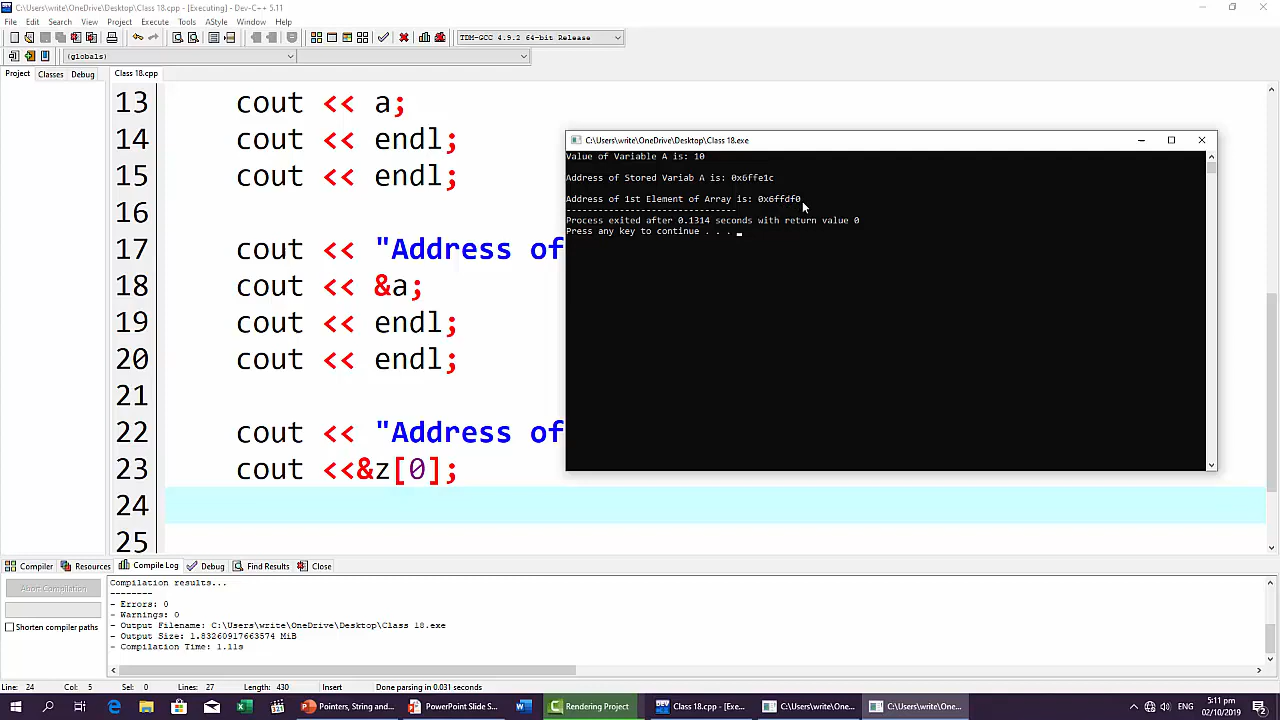 C:\Users\write\OneDrive\Desktop\Class 18.cpp - [Executing] - Dev-C++ 5.11
File Edit Search View Project Execute Tools AStyle Window Help
TDM-GCC 4.9.2 64-bit Release
(globals)
Project Classes Debug
Class 18.cpp
13 cout << a;
14 cout << endl;
15 cout << endl;
16
17 cout << "Address of
18 cout << &a;
19 cout << endl;
20 cout << endl;
21
22 cout << "Address of
23 cout <<&z[0];
24
25
C:\Users\write\OneDrive\Desktop\Class 18.exe
Value of Variable A is: 10
Address of Stored Variab A is: 0x6ffe1c
Address of 1st Element of Array is: 0x6ffdf0
--------------------------------
Process exited after 0.1314 seconds with return value 0
Press any key to continue . . .
Compiler Resources Compile Log Debug Find Results Close
Abort Compilation
Shorten compiler paths
Compilation results...
--------
- Errors: 0
- Warnings: 0
- Output Filename: C:\Users\write\OneDrive\Desktop\Class 18.exe
- Output Size: 1.83260917663574 MiB
- Compilation Time: 1.11s
Line: 24 Col: 5 Sel: 0 Lines: 27 Length: 430 Insert Done parsing in 0.031 seconds
Pointers, String and... PowerPoint Slide S... Rendering Project Class 18.cpp - [Exe... C:\Users\write\One... C:\Users\write\One...
ENG
5:11 pm
02/10/2019